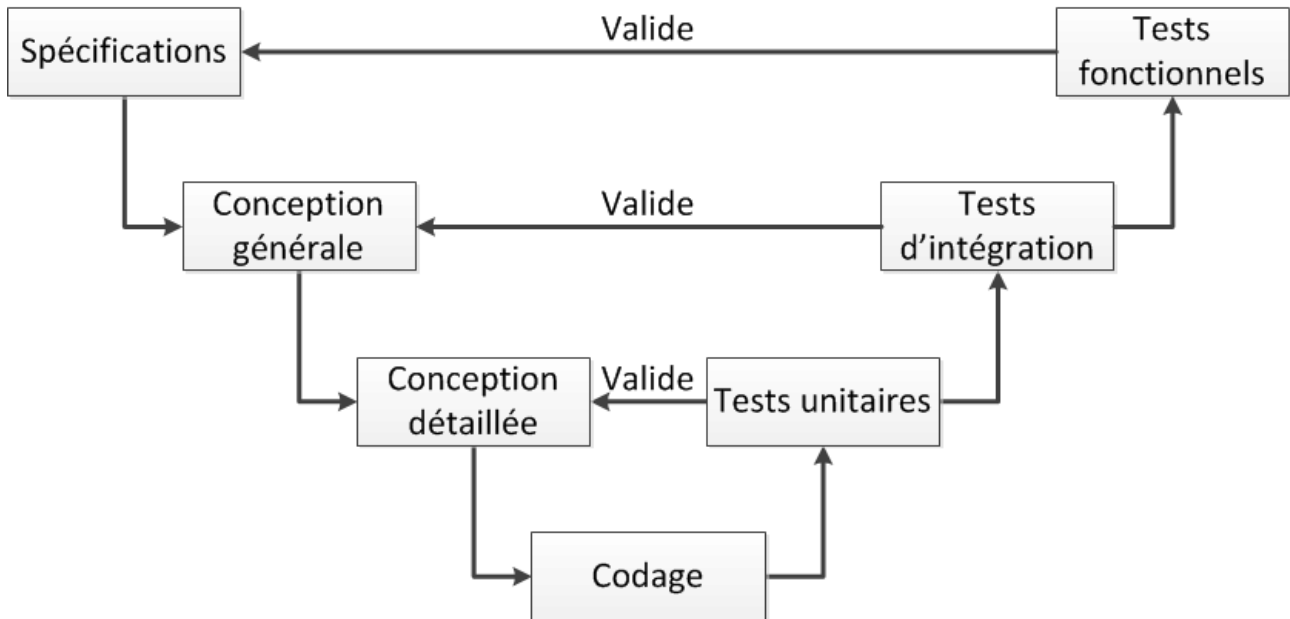 Spécifications
Valide
Tests
fonctionnels
Conception
générale
Valide
Tests
d'intégration
Conception
détaillée
Valide
Tests unitaires
Codage